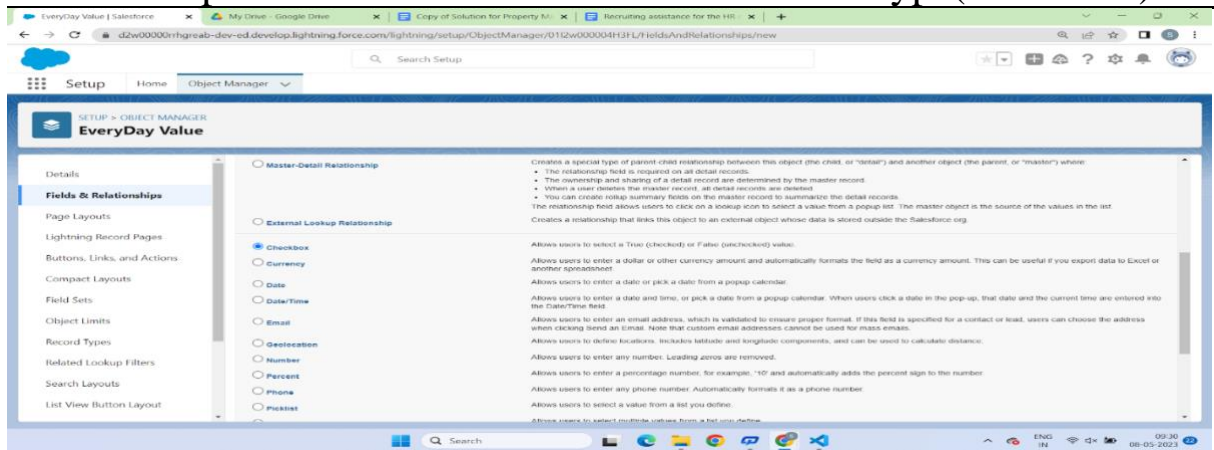 EveryDay Value | Salesforce
My Drive - Google Drive
Copy of Solution for Property M
Recruiting assistance for the HR
d2w00000rrhgreab-dev-ed.develop.lightning.force.com/lightning/setup/ObjectManager/01I2w000004H3FL/FieldsAndRelationships/new
Search Setup
Setup
Home
Object Manager
SETUP > OBJECT MANAGER
EveryDay Value
Details
Fields & Relationships
Page Layouts
Lightning Record Pages
Buttons, Links, and Actions
Compact Layouts
Field Sets
Object Limits
Record Types
Related Lookup Filters
Search Layouts
List View Button Layout
Master-Detail Relationship
Creates a special type of parent-child relationship between this object (the child, or "detail") and another object (the parent, or "master") where:
• The relationship field is required on all detail records.
• The ownership and sharing of a detail record are determined by the master record.
• When a user deletes the master record, all detail records are deleted.
• You can create rollup summary fields on the master record to summarize the detail records.
The relationship field allows users to click on a lookup icon to select a value from a popup list. The master object is the source of the values in the list.
External Lookup Relationship
Creates a relationship that links this object to an external object whose data is stored outside the Salesforce org.
Checkbox
Allows users to select a True (checked) or False (unchecked) value.
Currency
Allows users to enter a dollar or other currency amount and automatically formats the field as a currency amount. This can be useful if you export data to Excel or
another spreadsheet.
Date
Allows users to enter a date or pick a date from a popup calendar.
Date/Time
Allows users to enter a date and time, or pick a date from a popup calendar. When users click a date in the pop-up, that date and the current time are entered into
the Date/Time field.
Email
Allows users to enter an email address, which is validated to ensure proper format. If this field is specified for a contact or lead, users can choose the address
when clicking Send an Email. Note that custom email addresses cannot be used for mass emails.
Geolocation
Allows users to define locations. Includes latitude and longitude components, and can be used to calculate distance.
Number
Allows users to enter any number. Leading zeros are removed.
Percent
Allows users to enter a percentage number, for example, '10' and automatically adds the percent sign to the number.
Phone
Allows users to enter any phone number. Automatically formats it as a phone number.
Picklist
Allows users to select a value from a list you define.
Allows users to select multiple values from a list you define.
Search
ENG
IN
09:30
08-05-2023
22